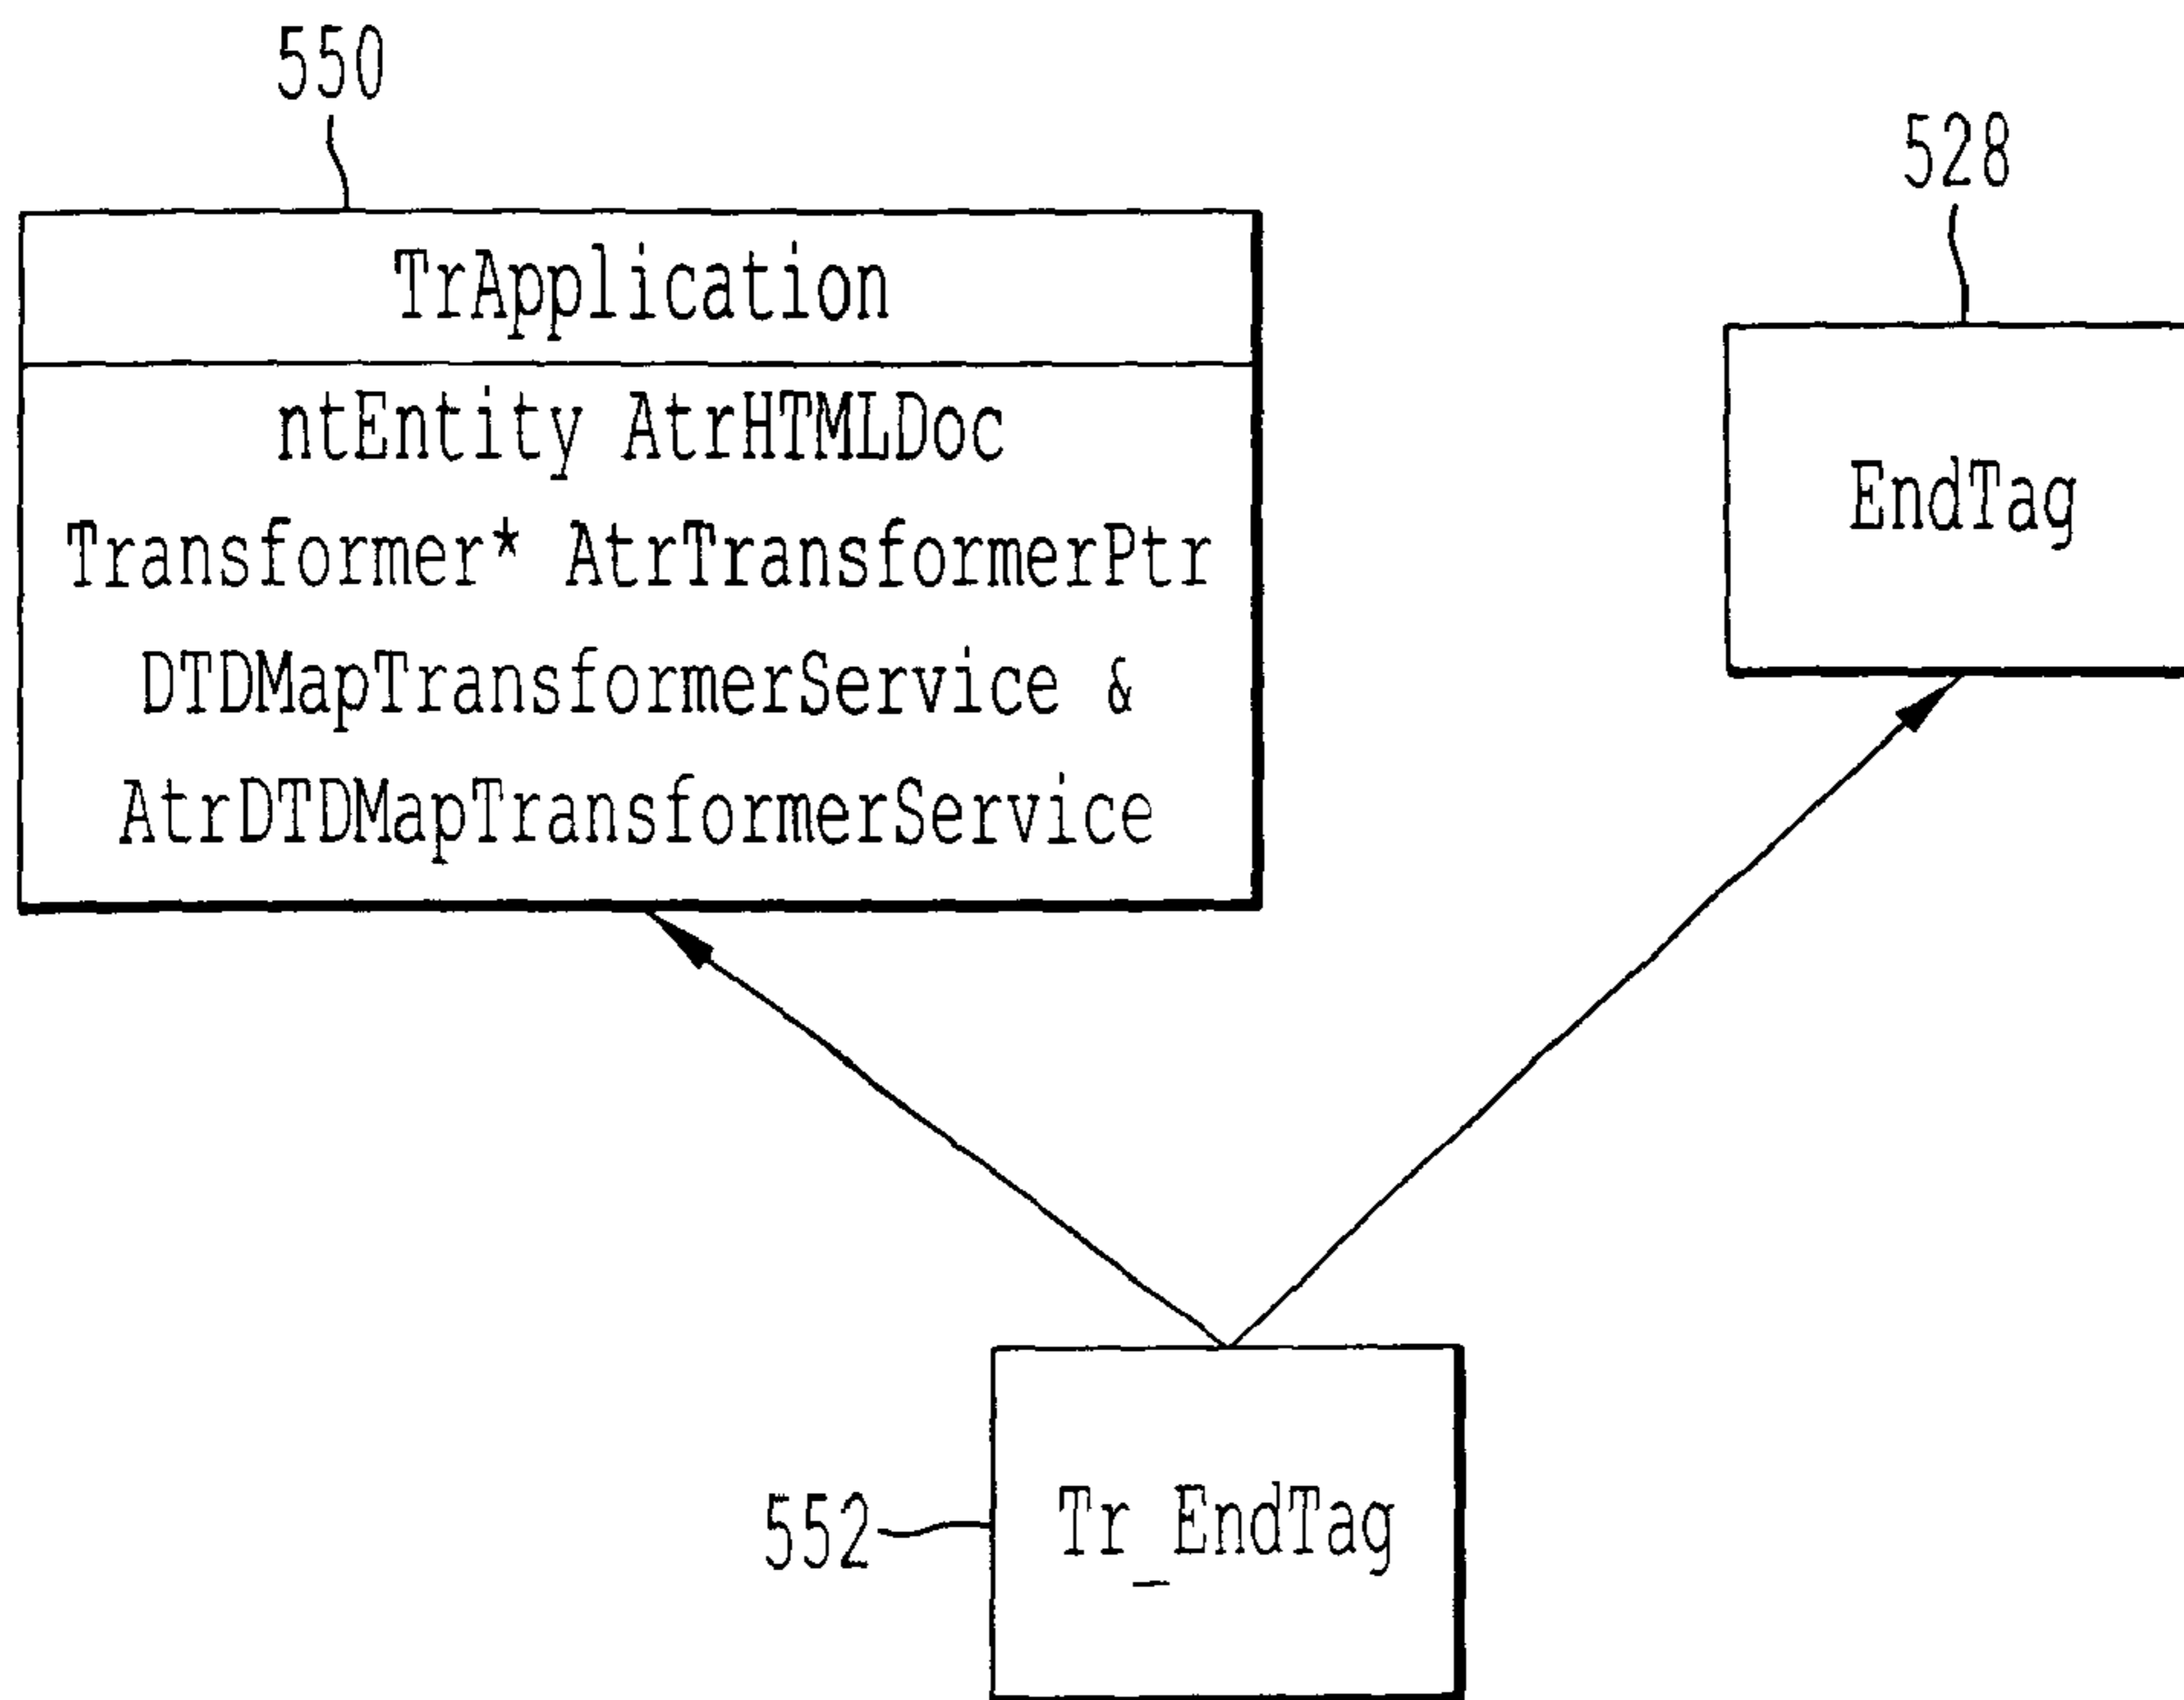 550
528
TrApplication
ntEntity AtrHTMLDoc
Transformer* AtrTransformerPtr
DTDMapTransformerService &
AtrDTDMapTransformerService
EndTag
552
Tr_EndTag